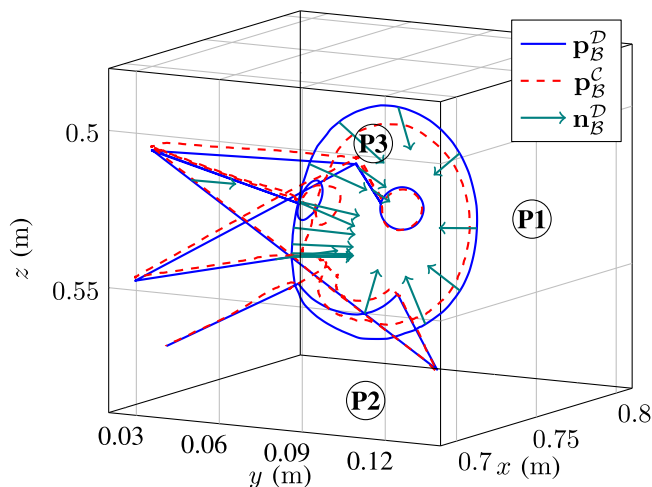 p_B^D
p_B^C
n_B^D
P3
P1
P2
0.5
0.55
z (m)
0.03
0.06
0.09
0.12
y (m)
0.7
0.75
0.8
x (m)